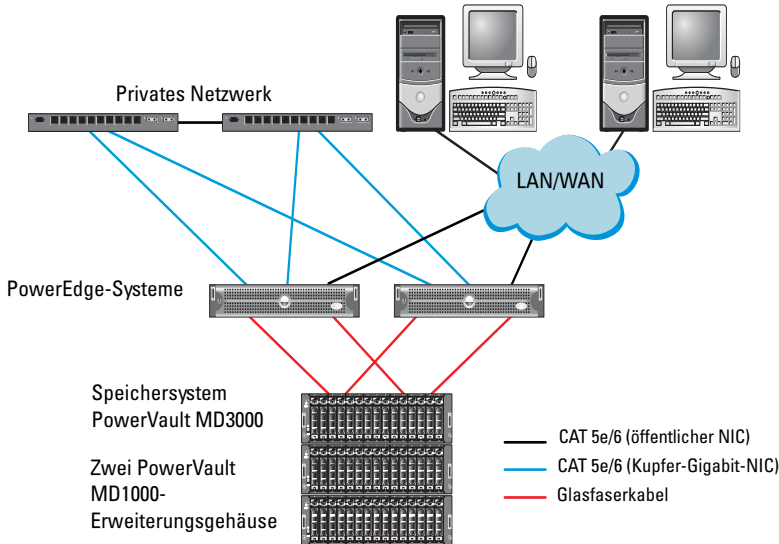 Privates Netzwerk
LAN/WAN
PowerEdge-Systeme
Speichersystem
PowerVault MD3000
Zwei PowerVault
MD1000-
Erweiterungsgehäuse
CAT 5e/6 (öffentlicher NIC)
CAT 5e/6 (Kupfer-Gigabit-NIC)
Glasfaserkabel